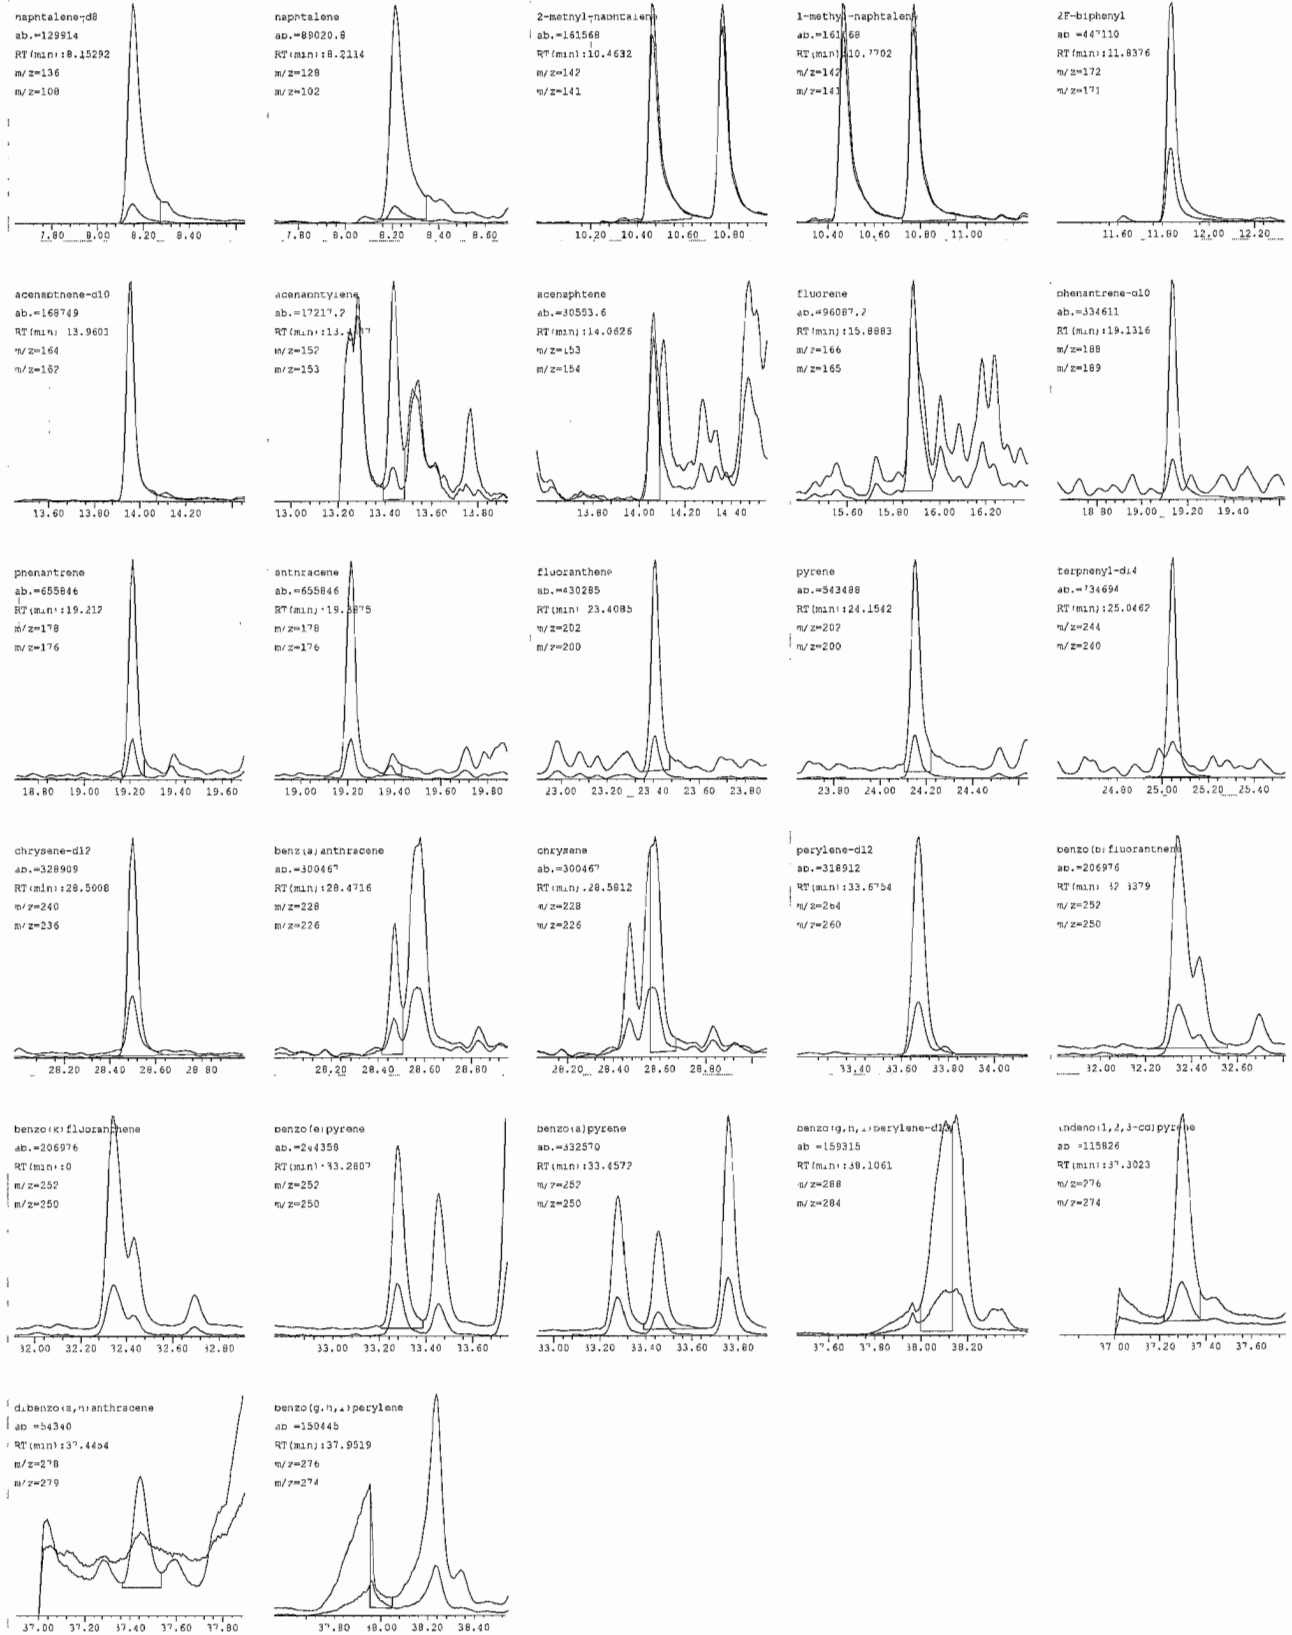 naphtalene-d8
ab.=129914
RT(min):8.15292
m/z=136
m/z=108
7.80 8.00 8.20 8.40
naphtalene
ab.=89020.8
RT(min):8.2114
m/z=128
m/z=102
7.80 8.00 8.20 8.40 8.60
2-methyl-naphtalene
ab.=161568
RT(min):10.4632
m/z=142
m/z=141
10.20 10.40 10.60 10.80
1-methyl-naphtalene
RT(min):10.7702
m/z=142
m/z=141
10.40 10.60 10.80 11.00
2F-biphenyl
ab =447110
RT(min):11.8376
m/z=172
m/z=171
11.60 11.80 12.00 12.20
acenaphthene-d10
ab.=168749
RT(min) 13.9601
m/z=164
m/z=162
13.60 13.80 14.00 14.20
acenaphtylene
ab.=17217.2
m/z=152
m/z=153
13.00 13.20 13.40 13.60 13.80
acenaphtene
ab.=30553.6
RT(min):14.0626
m/z=153
m/z=154
13.80 14.00 14.20 14.40
fluorene
ab.=96087.2
RT(min):15.8883
m/z=166
m/z=165
15.60 15.80 16.00 16.20
phenantrene-d10
ab.=334611
RT(min):19.1316
m/z=188
m/z=189
18 80 19.00 19.20 19.40
phenantrene
ab.=655846
RT(min):19.212
m/z=178
m/z=176
18.80 19.00 19.20 19.40 19.60
anthracene
ab.=655846
RT(min):19.3875
m/z=178
m/z=176
19.00 19.20 19.40 19.60 19.80
fluoranthene
ab.=430285
RT(min) 23.4085
m/z=202
m/z=200
23.00 23.20 23 40 23 60 23.80
pyrene
ab.=543488
RT(min):24.1542
m/z=202
m/z=200
23.80 24.00 24.20 24.40
terphenyl-d14
ab.=734694
RT(min):25.0462
m/z=244
m/z=240
24.80 25.00 25.20 25.40
chrysene-d12
ab.=328909
RT(min):28.5008
m/z=240
m/z=236
28.20 28.40 28.60 28 80
benz(a)anthracene
ab.=300467
RT(min):28.4716
m/z=228
m/z=226
28.20 28.40 28.60 28.80
chrysene
ab.=300467
RT(min).28.5812
m/z=228
m/z=226
28.20 28.40 28.60 28.80
perylene-d12
ab.=318912
RT(min):33.6754
m/z=264
m/z=260
33.40 33.60 33.80 34.00
benzo(b)fluoranthene
ab.=206976
RT(min) 32 3379
m/z=252
m/z=250
32.00 32.20 32.40 32.60
benzo(k)fluoranthene
ab.=206976
RT(min):0
m/z=252
m/z=250
32.00 32.20 32.40 32.60 32.80
benzo(e)pyrene
ab.=244358
RT(min):33.2807
m/z=252
m/z=250
33.00 33.20 33.40 33.60
benzo(a)pyrene
ab.=332570
RT(min):33.4572
m/z=252
m/z=250
33.00 33.20 33.40 33.60 33.80
benzo(g,h,i)perylene-d12
ab =159315
RT(min):38.1061
m/z=288
m/z=284
37.60 37.80 38.00 38.20
indeno(1,2,3-cd)pyrene
ab =115826
RT(min):37.3023
m/z=276
m/z=274
37 00 37.20 37.40 37.60
dibenzo(a,h)anthracene
ab =54340
RT(min):37.4454
m/z=278
m/z=279
37.00 37.20 37.40 37.60 37.80
benzo(g,h,i)perylene
ab =150445
RT(min):37.9519
m/z=276
m/z=274
37.80 38.00 38.20 38.40